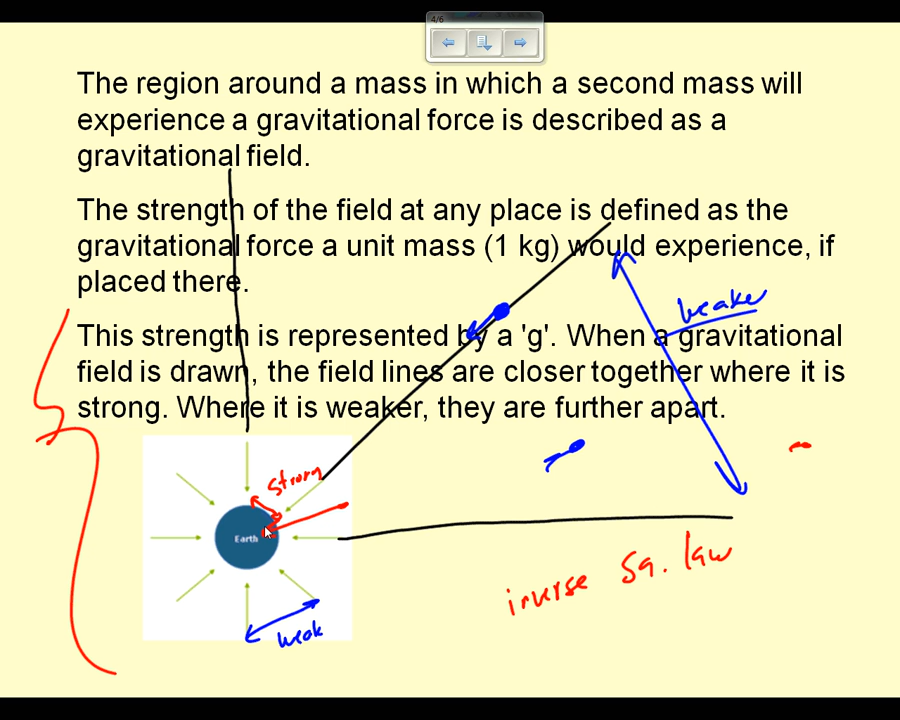 4/6
The region around a mass in which a second mass will
experience a gravitational force is described as a
gravitational field.
The strength of the field at any place is defined as the
gravitational force a unit mass (1 kg) would experience, if
placed there.
weaker
This strength is represented by a 'g'. When a gravitational
field is drawn, the field lines are closer together where it is
strong. Where it is weaker, they are further apart.
strong
Earth
inverse sq. law
weak